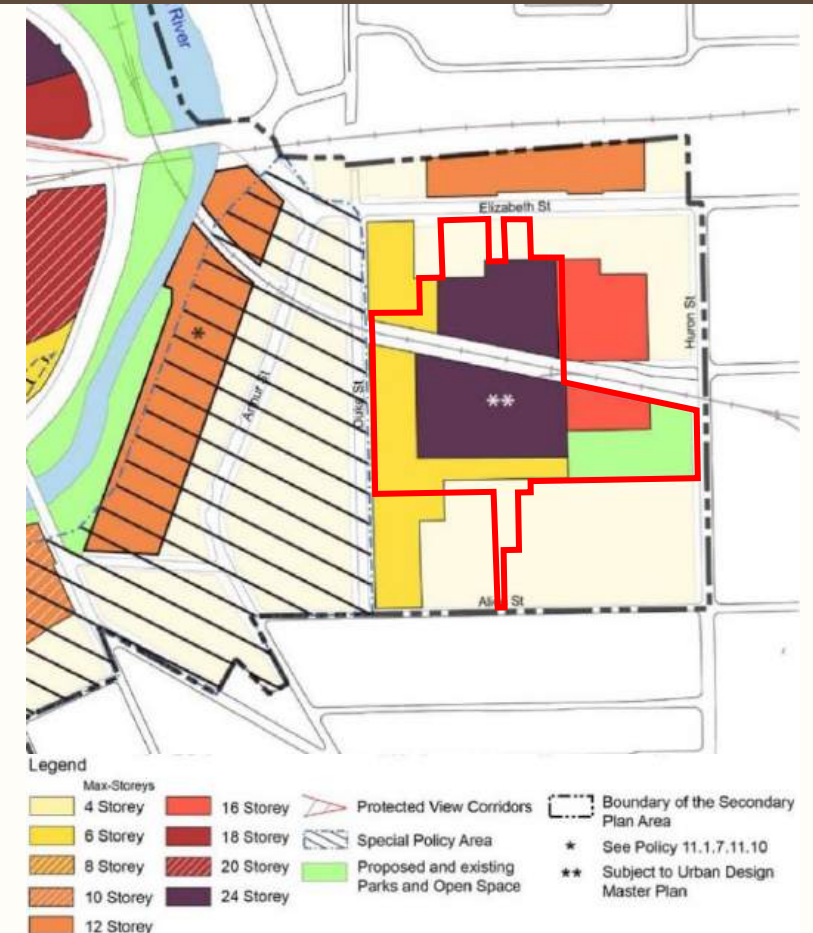 River
Elizabeth St
Huron St
*
Arthur St
Duke St
**
St
Legend
Max-Storeys
4 Storey
6 Storey
8 Storey
10 Storey
12 Storey
16 Storey
18 Storey
20 Storey
24 Storey
Protected View Corridors
Special Policy Area
Proposed and existing
Parks and Open Space
Boundary of the Secondary
Plan Area
* See Policy 11.1.7.11.10
** Subject to Urban Design
Master Plan